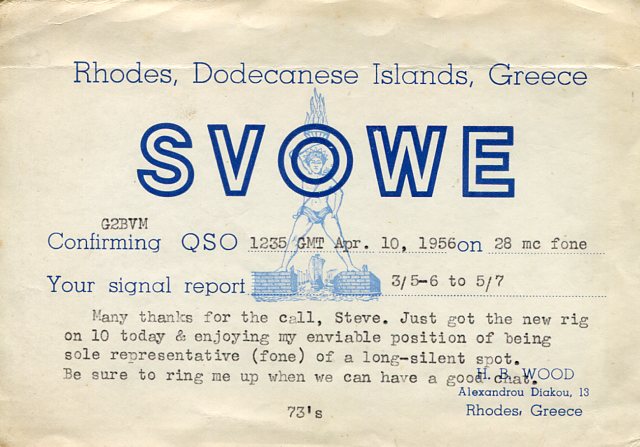 Rhodes, Dodecanese Islands, Greece
SVØWE
G2BVM
Confirming QSO 1235 GMT Apr. 10, 1956 on 28 mc fone
Your signal report 3/5-6 to 5/7
Many thanks for the call, Steve. Just got the new rig
on 10 today & enjoying my enviable position of being
sole representative (fone) of a long-silent spot.
Be sure to ring me up when we can have a good chat.
73's
H. B. WOOD
Alexandrou Diakou, 13
Rhodes, Greece